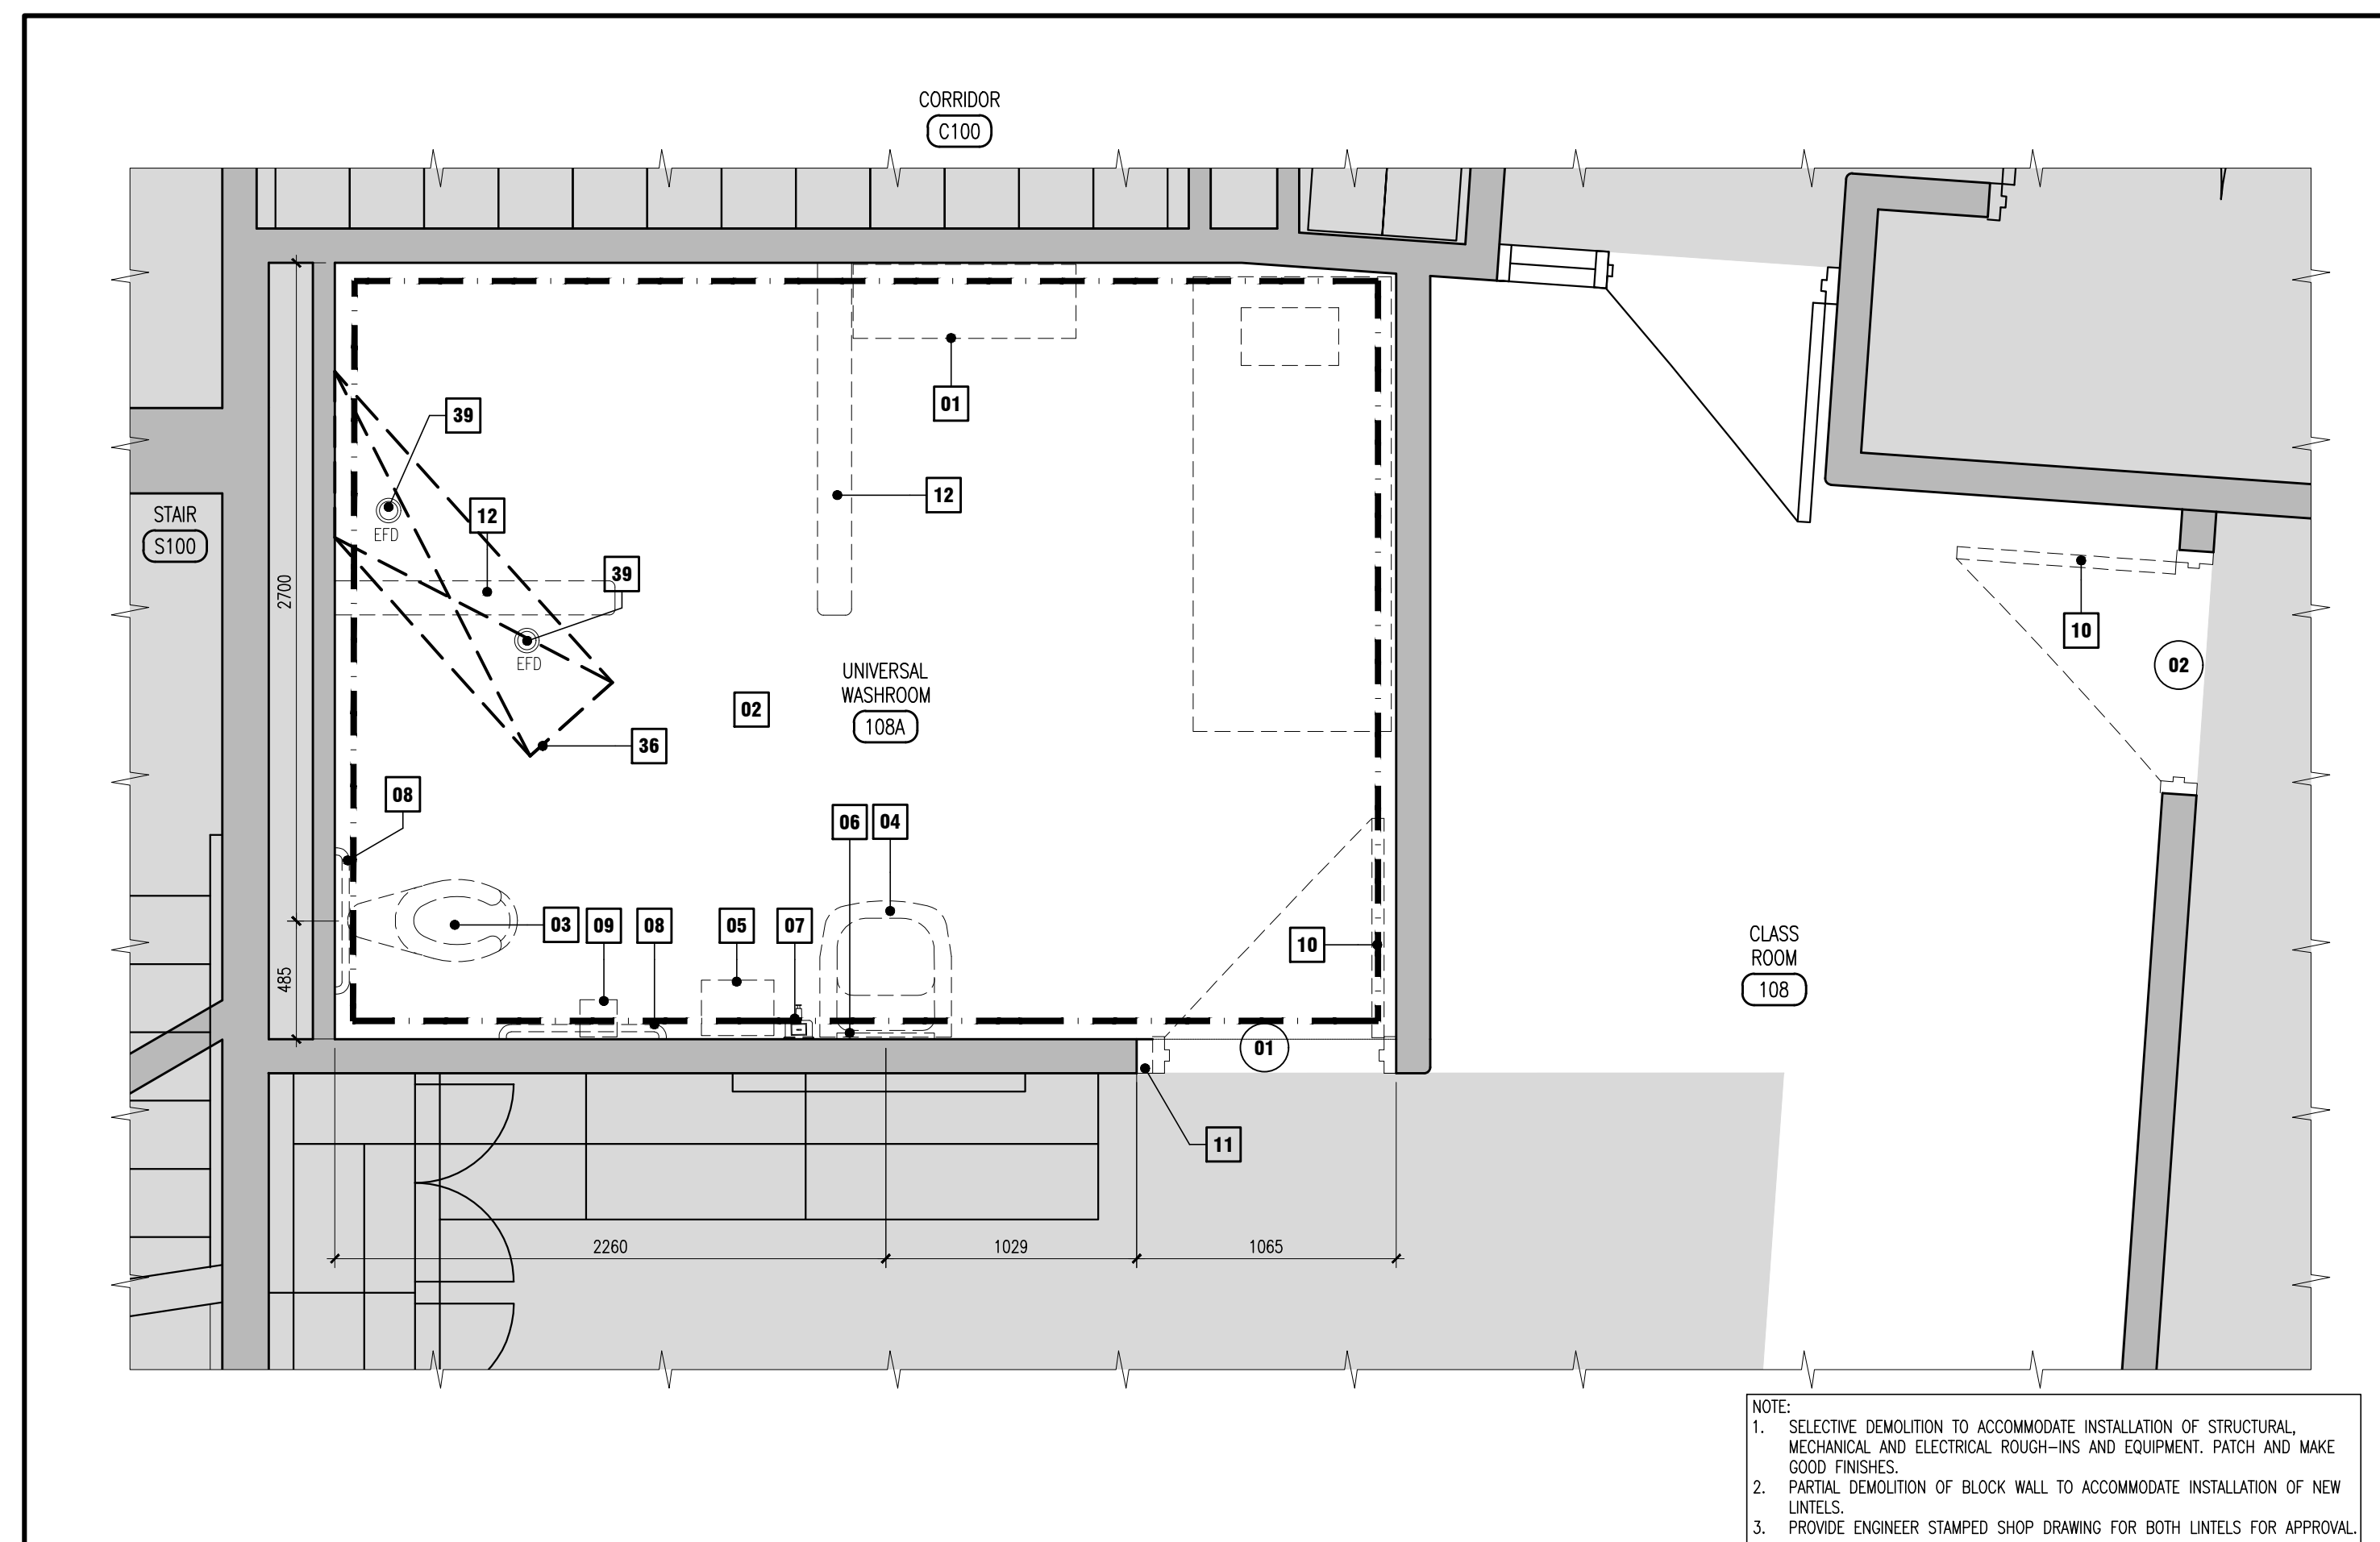 CORRIDOR
C100
01
39
12
12
STAIR
S100
EFD
39
2700
EFD
10
02
UNIVERSAL
WASHROOM
108A
02
36
08
06
04
03
09
08
05
07
10
CLASS
ROOM
108
485
01
11
2260
1029
1065
NOTE:
1. SELECTIVE DEMOLITION TO ACCOMMODATE INSTALLATION OF STRUCTURAL,
MECHANICAL AND ELECTRICAL ROUGH-INS AND EQUIPMENT. PATCH AND MAKE
GOOD FINISHES.
2. PARTIAL DEMOLITION OF BLOCK WALL TO ACCOMMODATE INSTALLATION OF NEW
LINTELS.
3. PROVIDE ENGINEER STAMPED SHOP DRAWING FOR BOTH LINTELS FOR APPROVAL.